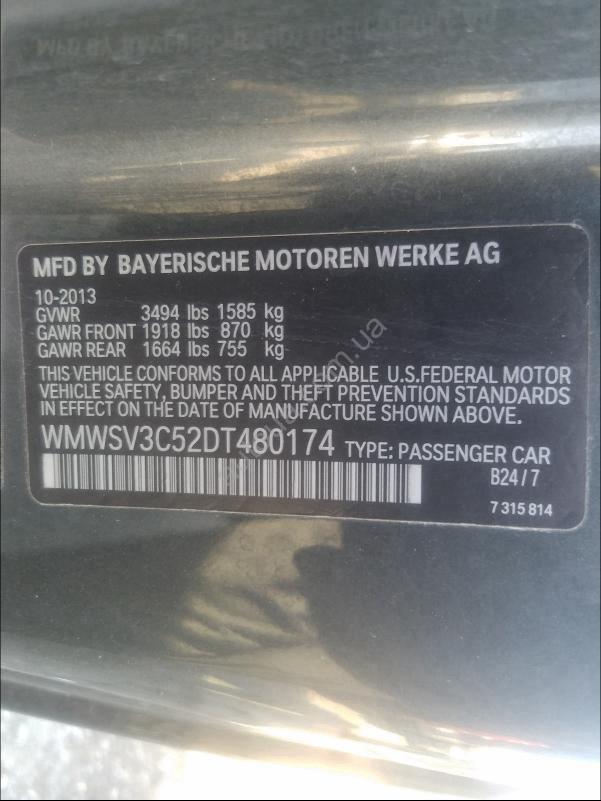 MFD BY BAYERISCHE MOTOREN WERKE AG
10-2013
GVWR 3494 lbs 1585 kg
GAWR FRONT 1918 lbs 870 kg
GAWR REAR 1664 lbs 755 kg
THIS VEHICLE CONFORMS TO ALL APPLICABLE U.S.FEDERAL MOTOR
VEHICLE SAFETY, BUMPER AND THEFT PREVENTION STANDARDS
IN EFFECT ON THE DATE OF MANUFACTURE SHOWN ABOVE.
WMWSV3C52DT480174 TYPE: PASSENGER CAR
B24/7
7 315 814